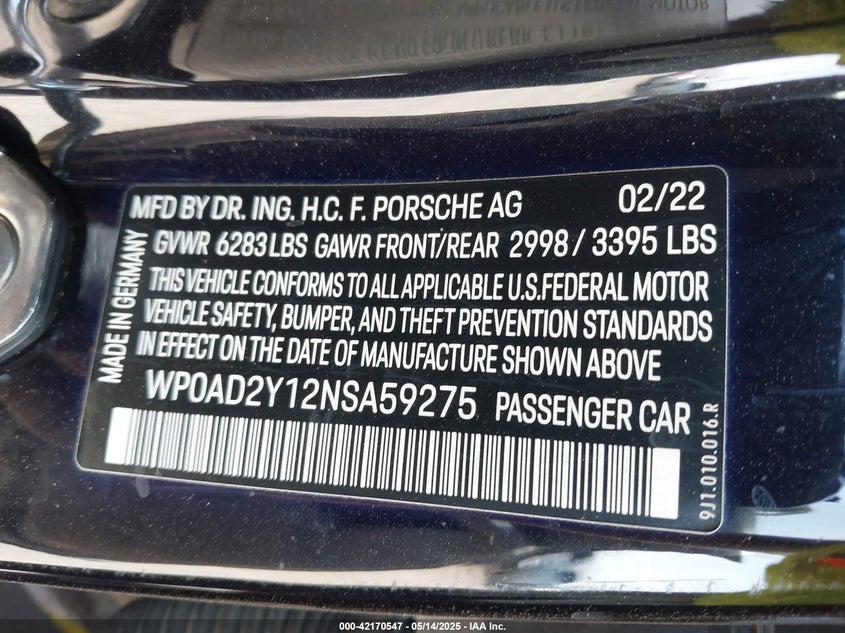 MFD BY DR. ING. H.C. F. PORSCHE AG 02/22
GVWR 6283 LBS GAWR FRONT/REAR 2998 / 3395 LBS
THIS VEHICLE CONFORMS TO ALL APPLICABLE U.S.FEDERAL MOTOR
VEHICLE SAFETY, BUMPER, AND THEFT PREVENTION STANDARDS
IN EFFECT ON THE DATE OF MANUFACTURE SHOWN ABOVE
WP0AD2Y12NSA59275 PASSENGER CAR
MADE IN GERMANY
9J1.010.016.R
000-42170547 - 05/14/2025 - IAA Inc.